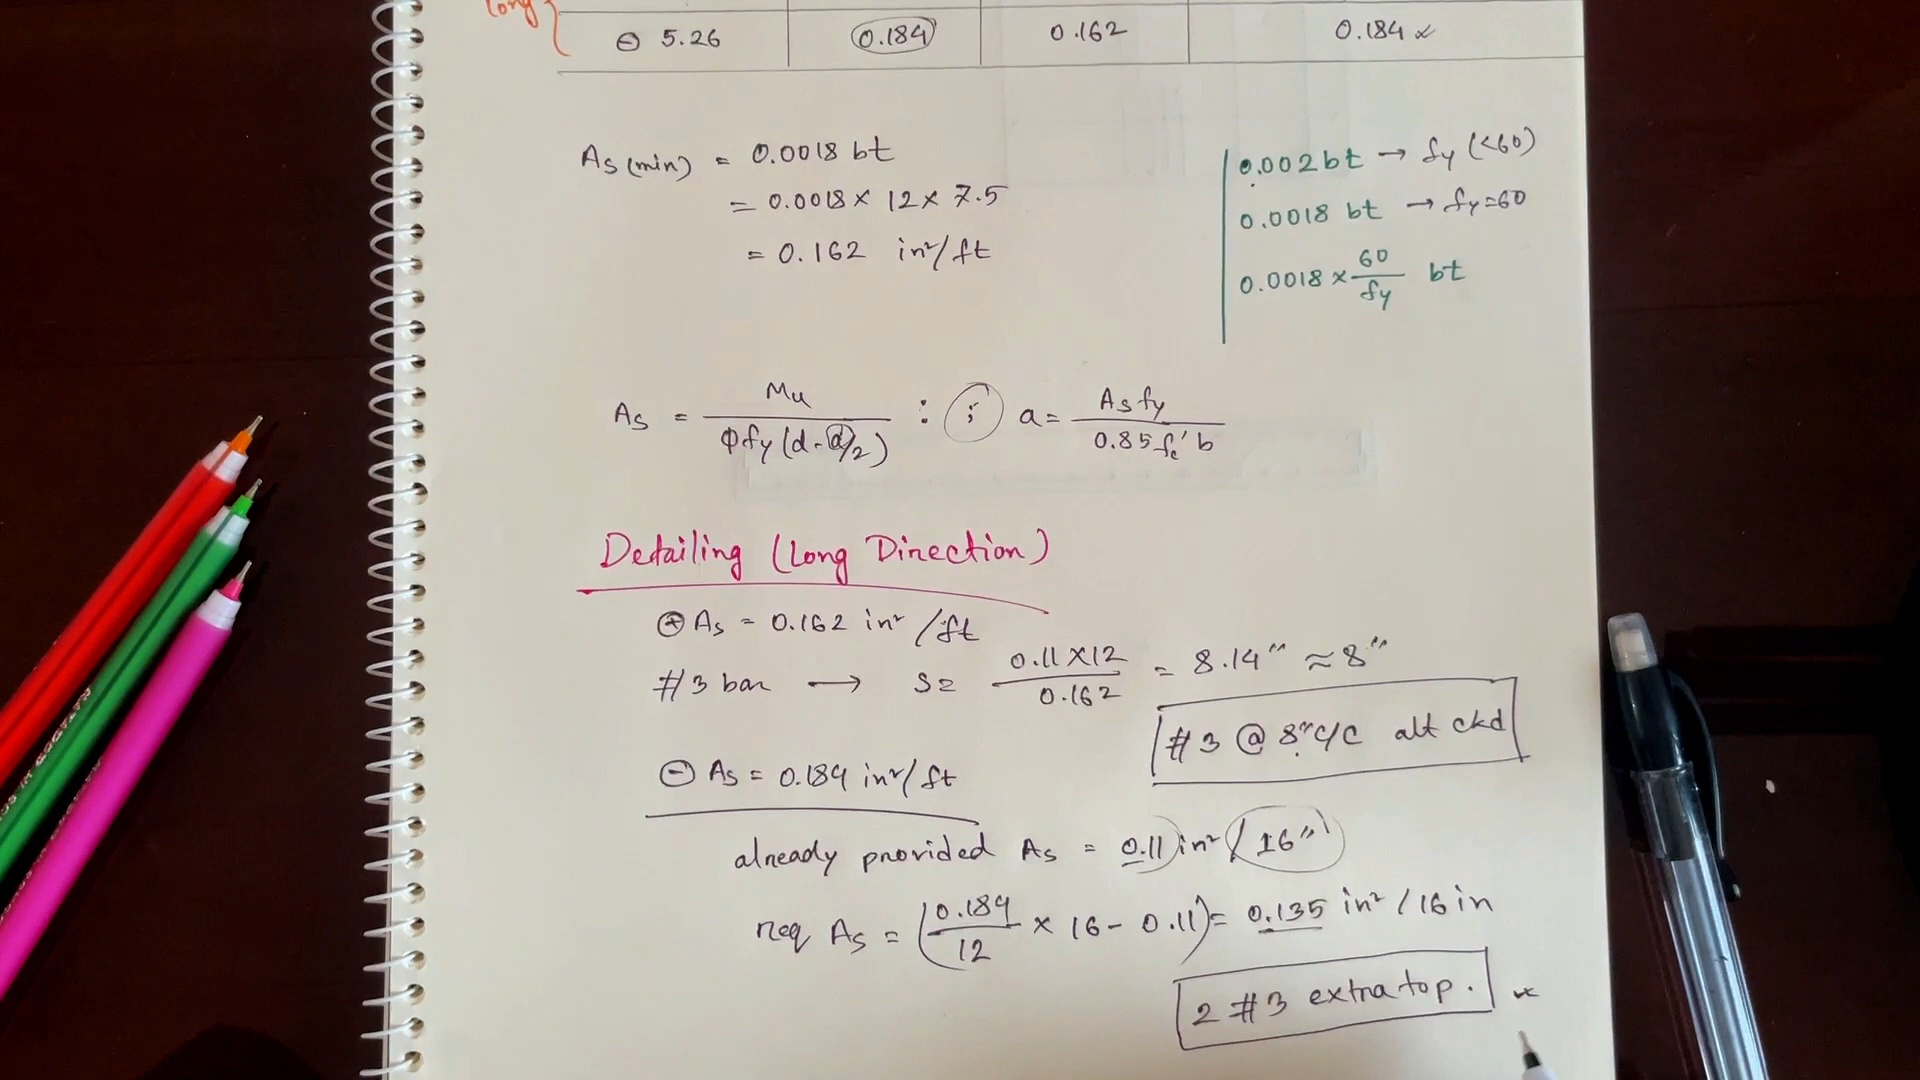 Long
⊖ 5.26 0.184 0.162 0.184
As (min) = 0.0018 bt
= 0.0018 × 12 × 7.5
= 0.162 in²/ft
0.002 bt → fy (<60)
0.0018 bt → fy=60
0.0018 × 60/fy bt
As = Mu / φfy (d-a/2) : ; a = As fy / 0.85 fc' b
Detailing (Long Direction)
⊕ As = 0.162 in² /ft
#3 bar → S = 0.11 × 12 / 0.162 = 8.14" ≈ 8"
#3 @ 8" c/c alt ckd
⊖ As = 0.184 in²/ft
already provided As = 0.11 in² / 16"
req As = (0.184/12 × 16 - 0.11) = 0.135 in² / 16 in
2 #3 extra top.